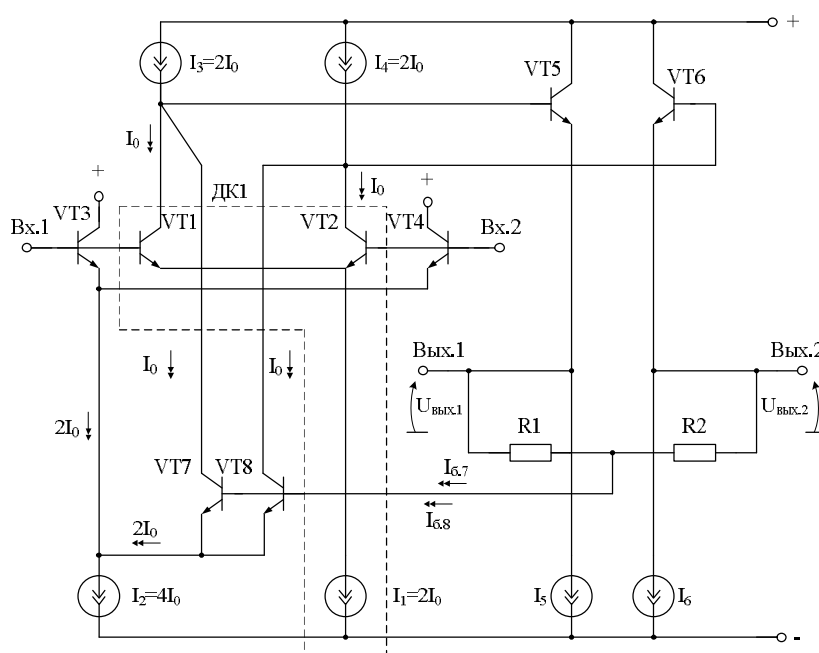 +
I₃=2I₀
I₄=2I₀
VT5
VT6
I₀
+
ДК1
I₀
+
VT3
VT1
VT2
VT4
Вх.1
Вх.2
Вых.1
Вых.2
I₀
I₀
Uвых.1
Uвых.2
R1
R2
2I₀
VT7
VT8
Iб.7
Iб.8
2I₀
I₂=4I₀
I₁=2I₀
I₅
I₆
-